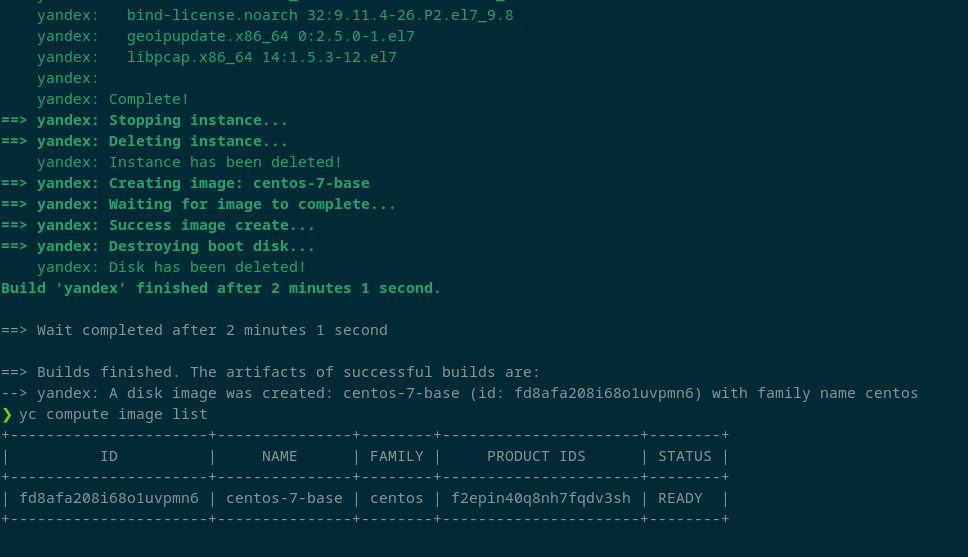 yandex:   bind-license.noarch 32:9.11.4-26.P2.el7_9.8
    yandex:   geoipupdate.x86_64 0:2.5.0-1.el7
    yandex:   libpcap.x86_64 14:1.5.3-12.el7
    yandex:
    yandex: Complete!
==> yandex: Stopping instance...
==> yandex: Deleting instance...
    yandex: Instance has been deleted!
==> yandex: Creating image: centos-7-base
==> yandex: Waiting for image to complete...
==> yandex: Success image create...
==> yandex: Destroying boot disk...
    yandex: Disk has been deleted!
Build 'yandex' finished after 2 minutes 1 second.

==> Wait completed after 2 minutes 1 second

==> Builds finished. The artifacts of successful builds are:
--> yandex: A disk image was created: centos-7-base (id: fd8afa208i68o1uvpmn6) with family name centos
❯ yc compute image list
+----------------------+---------------+--------+----------------------+--------+
|          ID          |     NAME      | FAMILY |     PRODUCT IDS      | STATUS |
+----------------------+---------------+--------+----------------------+--------+
| fd8afa208i68o1uvpmn6 | centos-7-base | centos | f2epin40q8nh7fqdv3sh | READY  |
+----------------------+---------------+--------+----------------------+--------+